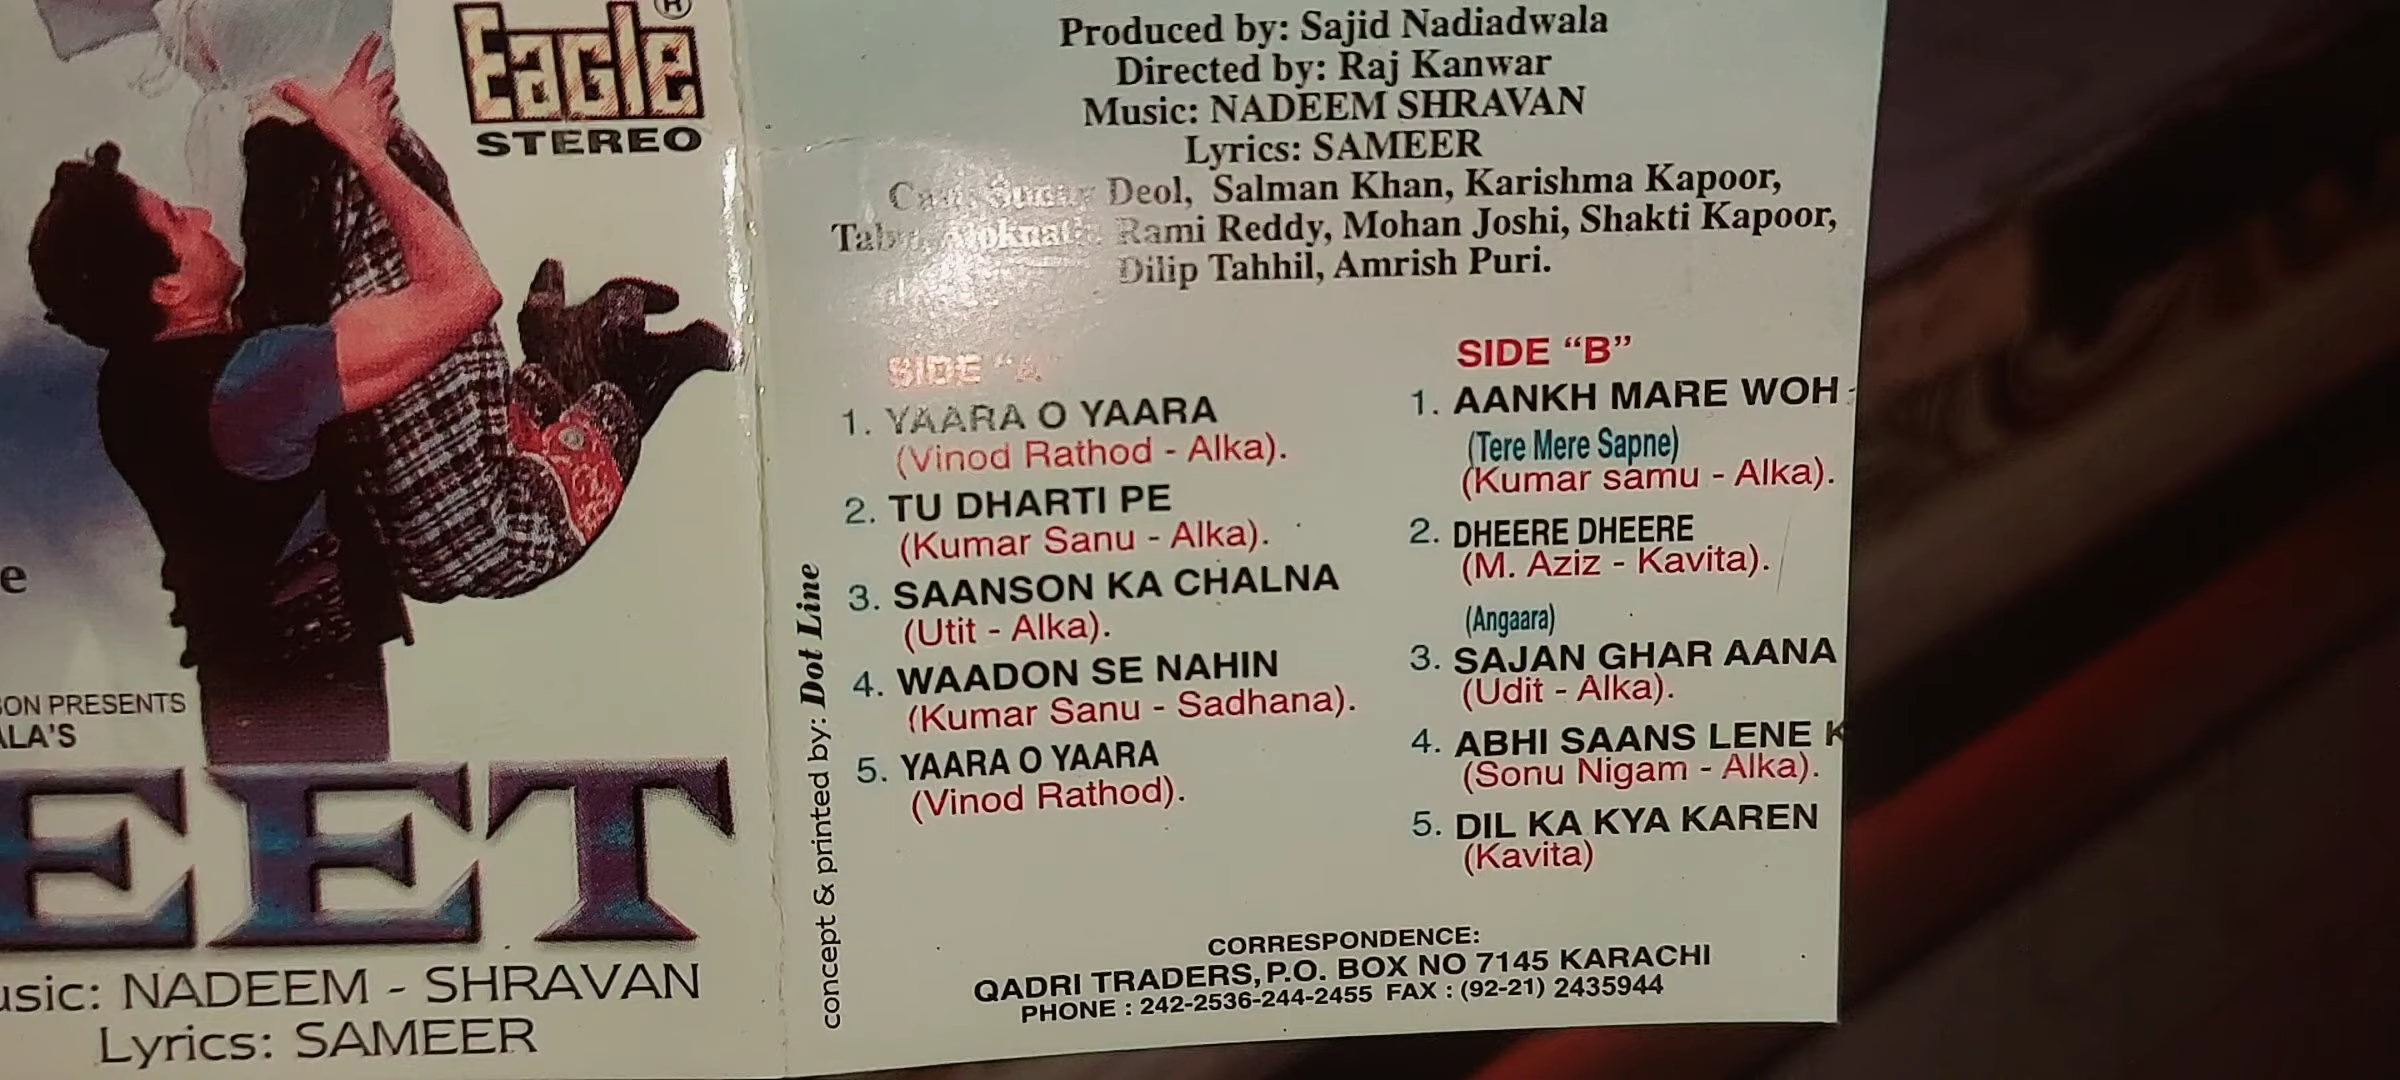 Eagle
STEREO
e
ON PRESENTS
ALA'S
EET
usic: NADEEM - SHRAVAN
Lyrics: SAMEER
concept & printed by: Dot Line
Produced by: Sajid Nadiadwala
Directed by: Raj Kanwar
Music: NADEEM SHRAVAN
Lyrics: SAMEER
Deol, Salman Khan, Karishma Kapoor,
Rami Reddy, Mohan Joshi, Shakti Kapoor,
Dilip Tahhil, Amrish Puri.
SIDE "A"
1. YAARA O YAARA
(Vinod Rathod - Alka).
2. TU DHARTI PE
(Kumar Sanu - Alka).
3. SAANSON KA CHALNA
(Utit - Alka).
4. WAADON SE NAHIN
(Kumar Sanu - Sadhana).
5. YAARA O YAARA
(Vinod Rathod).
SIDE “B”
1. AANKH MARE WOH -
(Tere Mere Sapne)
(Kumar samu - Alka).
2. DHEERE DHEERE
(M. Aziz - Kavita).
(Angaara)
3. SAJAN GHAR AANA
(Udit - Alka).
4. ABHI SAANS LENE K
(Sonu Nigam - Alka).
5. DIL KA KYA KAREN
(Kavita)
CORRESPONDENCE:
QADRI TRADERS, P.O. BOX NO 7145 KARACHI
PHONE : 242-2536-244-2455 FAX : (92-21) 2435944